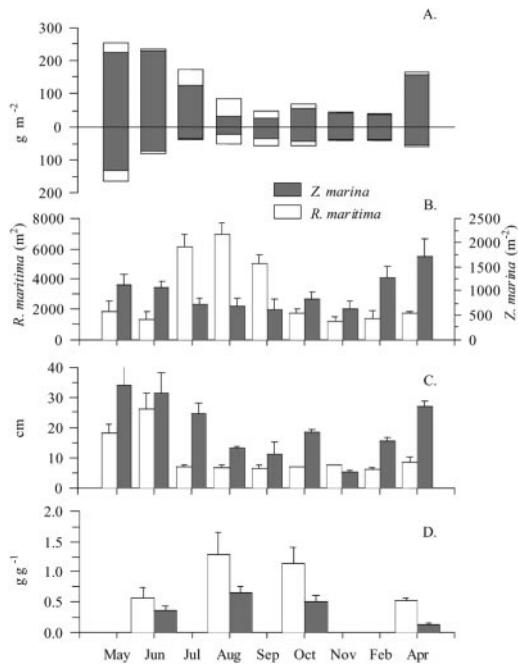 A.
300
200
100
0
100
200
g m⁻²
Z. marina
R. maritima
B.
8000
6000
4000
2000
0
R. maritima (m²)
2500
2000
1500
1000
500
0
Z. marina (m⁻²)
C.
40
30
20
10
0
cm
D.
2.0
1.5
1.0
0.5
0.0
g g⁻¹
May Jun Jul Aug Sep Oct Nov Feb Apr